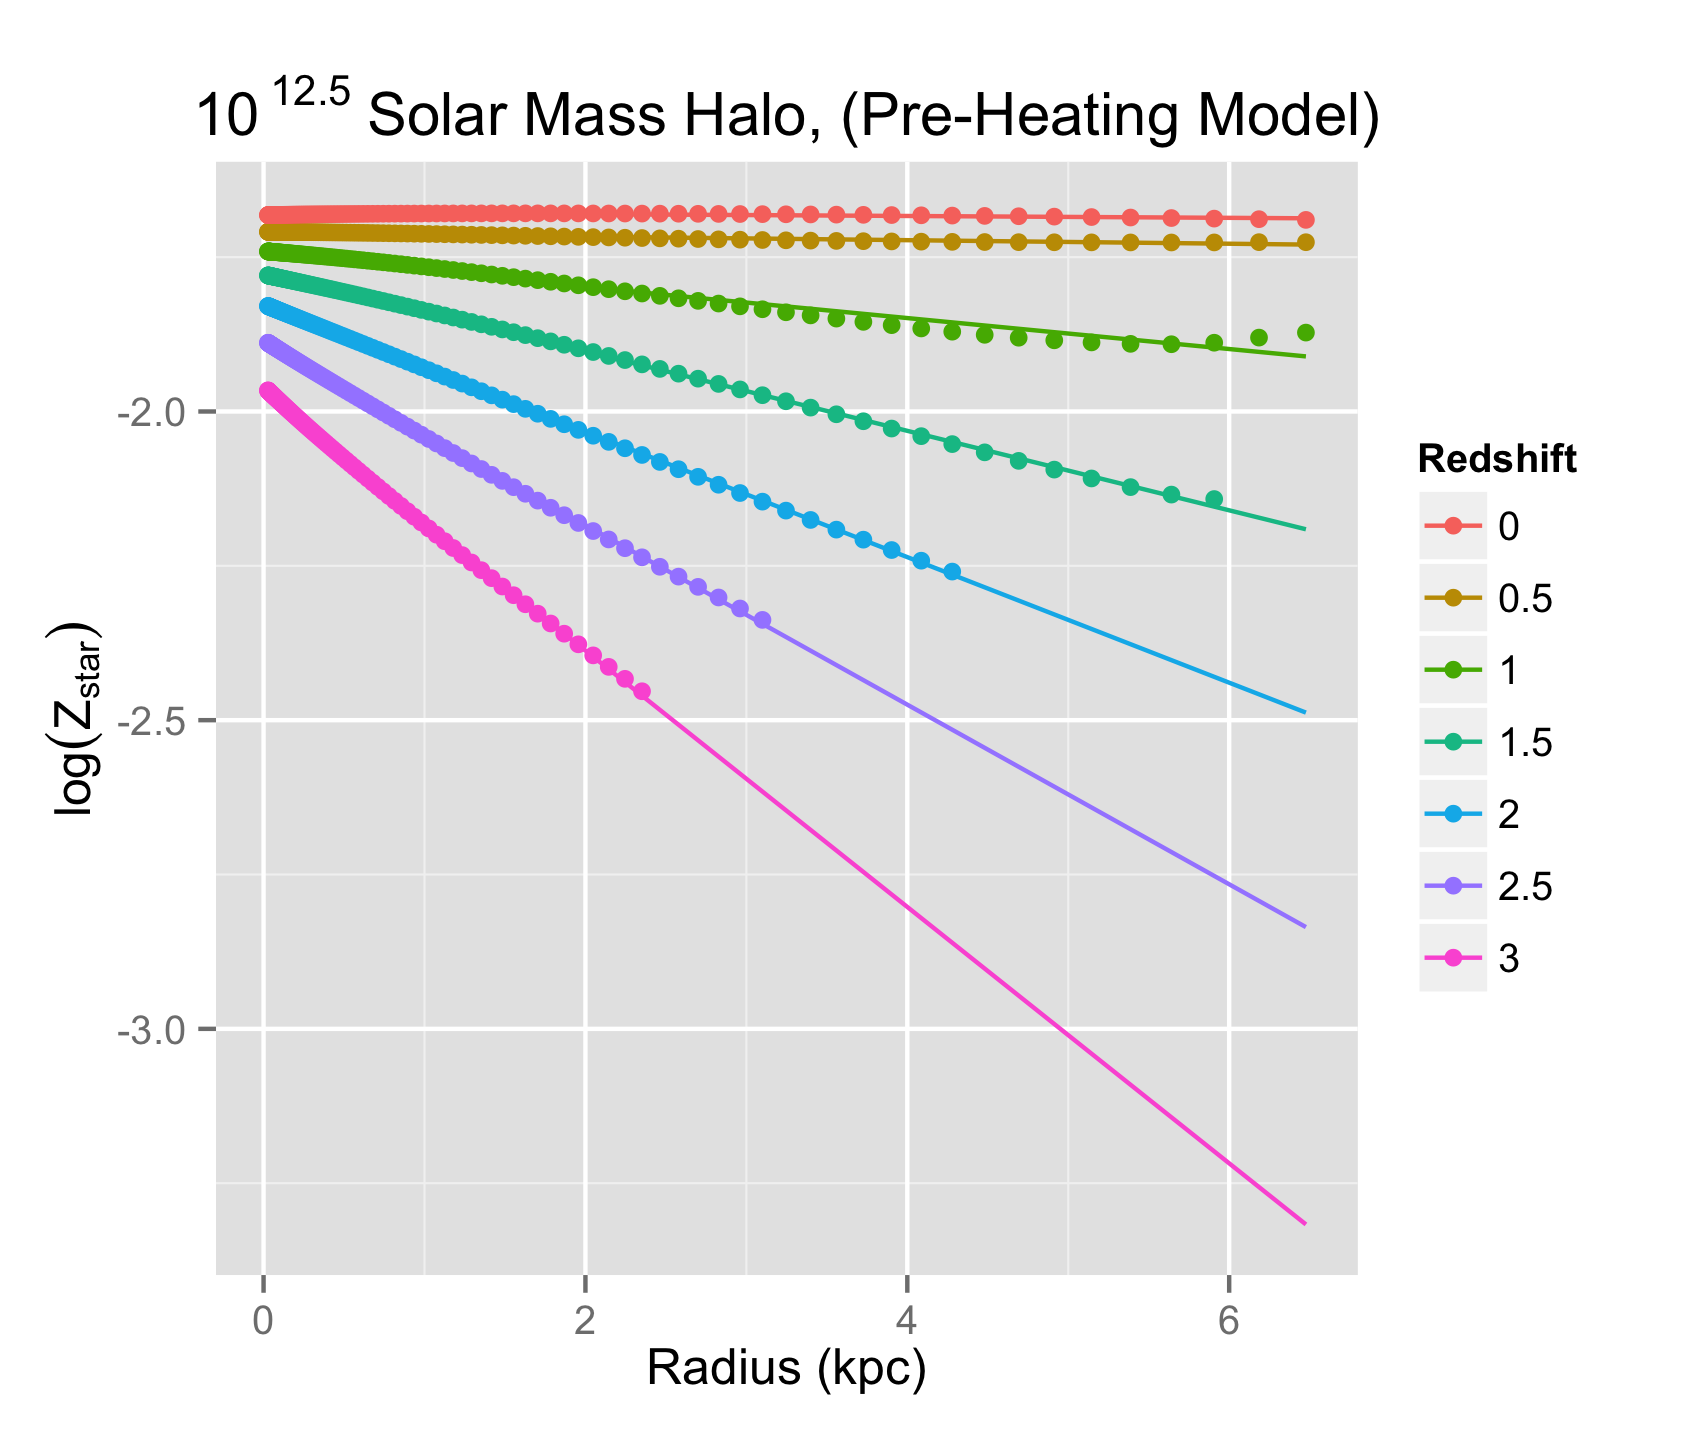 10 12.5 Solar Mass Halo, (Pre-Heating Model)
log(Zstar)
-2.0
-2.5
-3.0
0 2 4 6
Radius (kpc)
Redshift
0
0.5
1
1.5
2
2.5
3